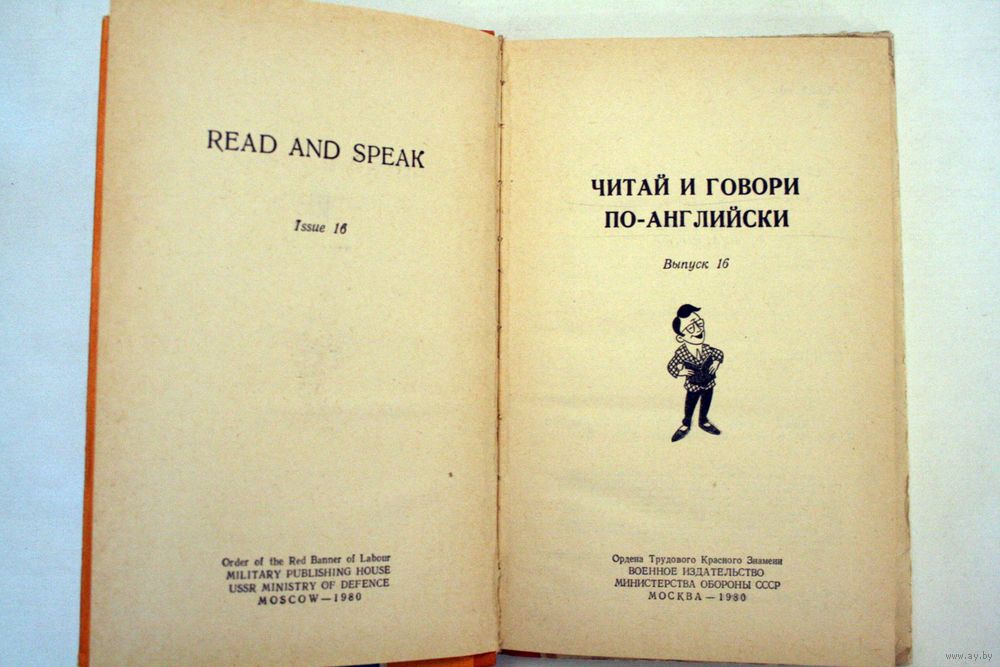 READ AND SPEAK
Issue 16
Order of the Red Banner of Labour
MILITARY PUBLISHING HOUSE
USSR MINISTRY OF DEFENCE
MOSCOW—1980
ЧИТАЙ И ГОВОРИ
ПО-АНГЛИЙСКИ
Выпуск 16
Ордена Трудового Красного Знамени
ВОЕННОЕ ИЗДАТЕЛЬСТВО
МИНИСТЕРСТВА ОБОРОНЫ СССР
МОСКВА—1980
www.ay.by